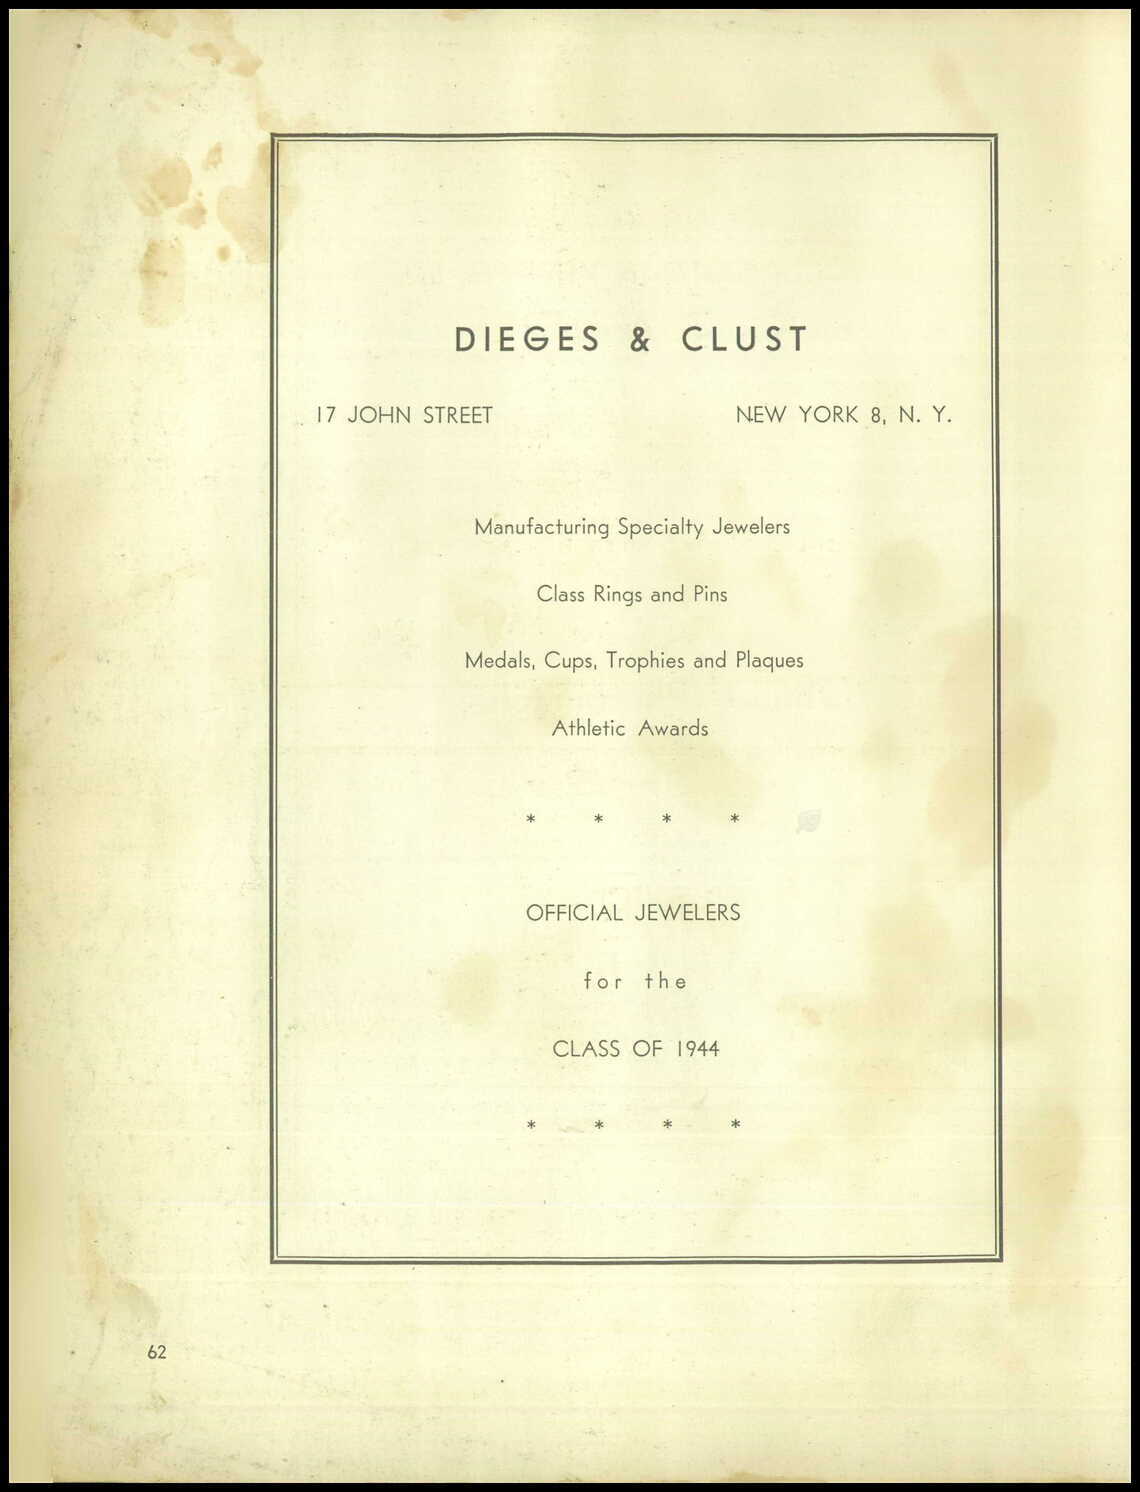 DIEGES & CLUST
17 JOHN STREET NEW YORK 8, N. Y.
Manufacturing Specialty Jewelers
Class Rings and Pins
Medals, Cups, Trophies and Plaques
Athletic Awards
* * * *
OFFICIAL JEWELERS
for the
CLASS OF 1944
* * * *
62